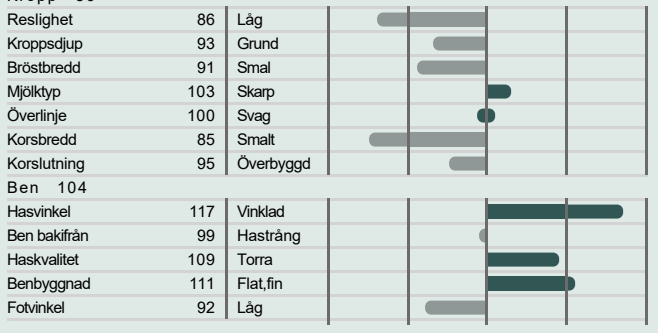 Reslighet 86 Låg
Kroppsdjup 93 Grund
Bröstbredd 91 Smal
Mjölktyp 103 Skarp
Överlinje 100 Svag
Korsbredd 85 Smalt
Korslutning 95 Överbyggd
Ben 104
Hasvinkel 117 Vinklad
Ben bakifrån 99 Hastrång
Haskvalitet 109 Torra
Benbyggnad 111 Flat,fin
Fotvinkel 92 Låg